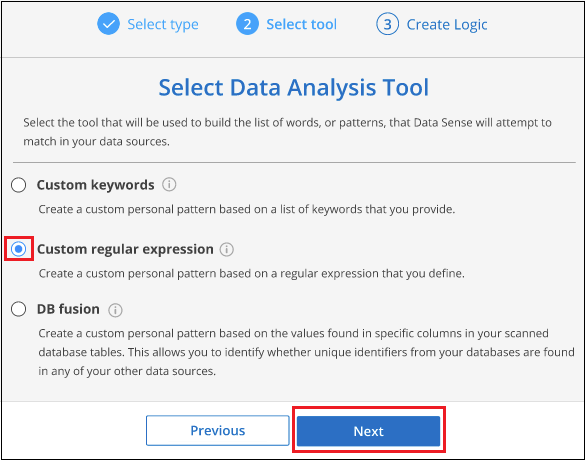 Select type
2 Select tool
3 Create Logic
Select Data Analysis Tool
Select the tool that will be used to build the list of words, or patterns, that Data Sense will attempt to
match in your data sources.
Custom keywords i
Create a custom personal pattern based on a list of keywords that you provide.
Custom regular expression i
Create a custom personal pattern based on a regular expression that you define.
DB fusion i
Create a custom personal pattern based on the values found in specific columns in your scanned
database tables. This allows you to identify whether unique identifiers from your databases are found
in any of your other data sources.
Previous
Next